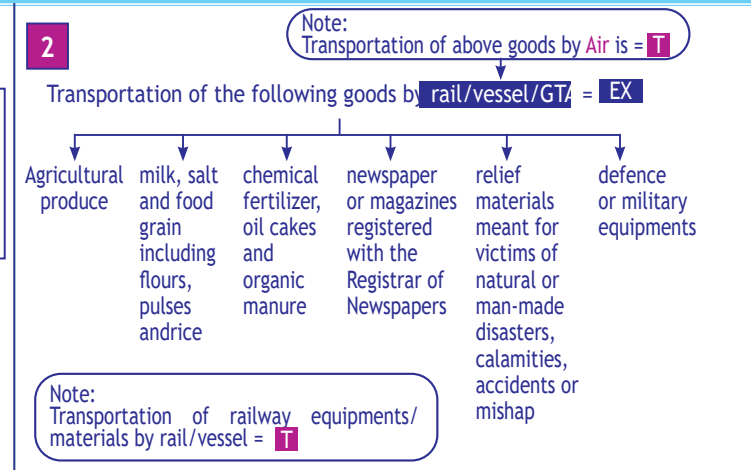 2
Note:
Transportation of above goods by Air is = T
Transportation of the following goods by rail/vessel/GTA = EX
Agricultural
produce
milk, salt
and food
grain
including
flours,
pulses
andrice
chemical
fertilizer,
oil cakes
and
organic
manure
newspaper
or magazines
registered
with the
Registrar of
Newspapers
relief
materials
meant for
victims of
natural or
man-made
disasters,
calamities,
accidents or
mishap
defence
or military
equipments
Note:
Transportation of railway equipments/
materials by rail/vessel = T